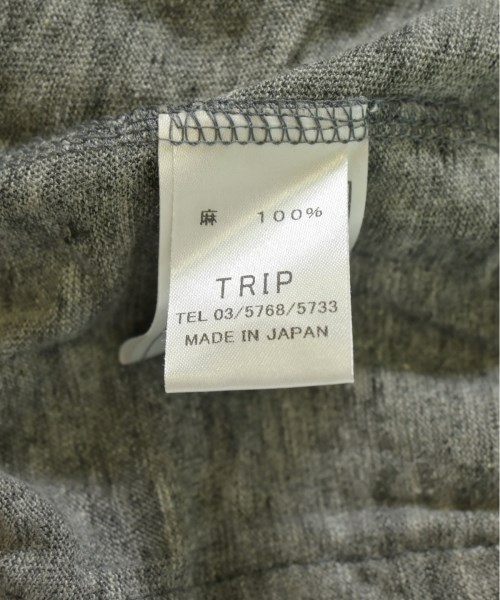 麻 100%
TRIP
TEL 03/5768/5733
MADE IN JAPAN